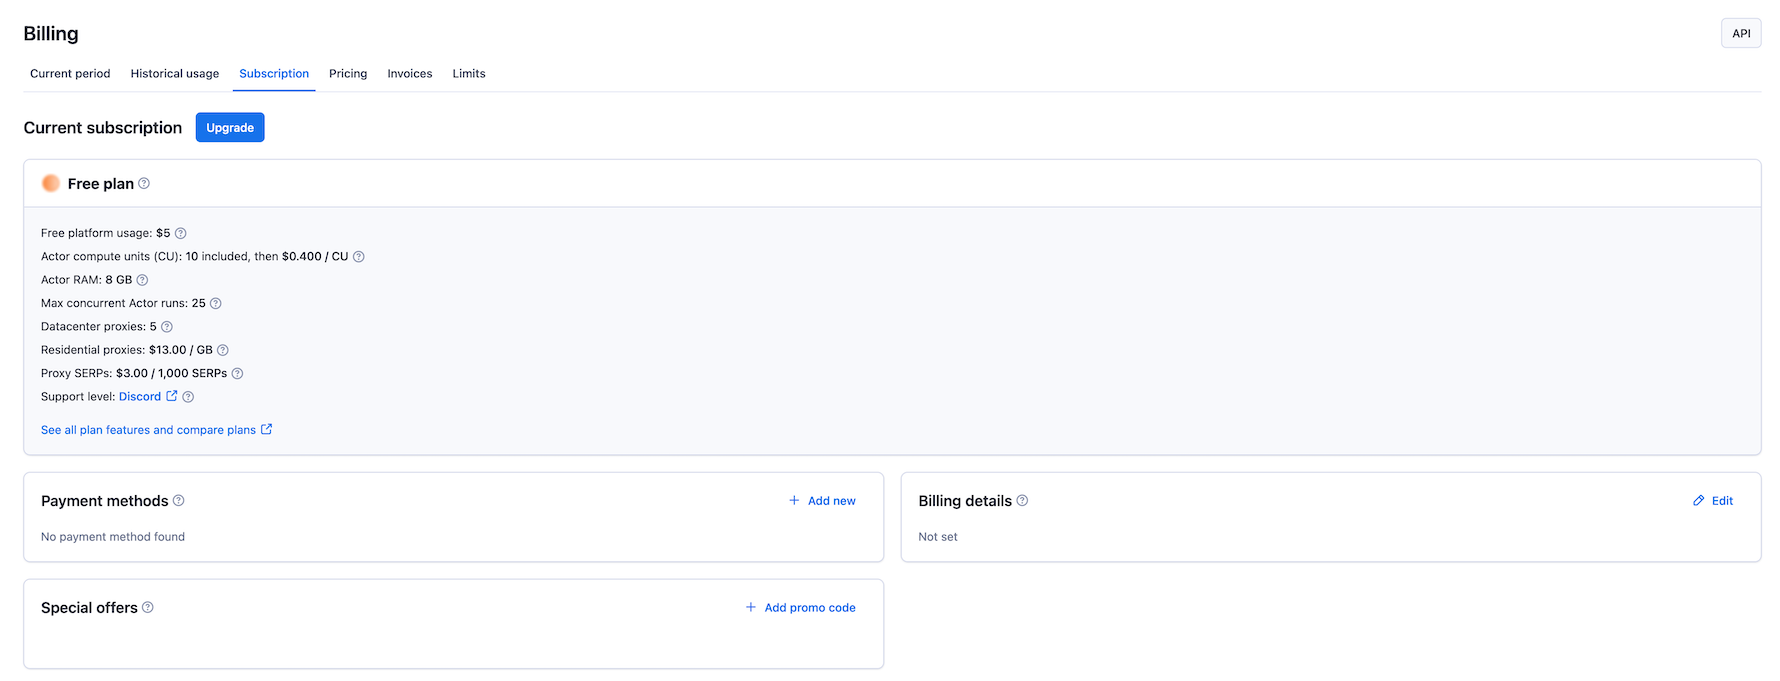 Billing
API
Current period
Historical usage
Subscription
Pricing
Invoices
Limits
Current subscription
Upgrade
Free plan
Free platform usage: $5
Actor compute units (CU): 10 included, then $0.400 / CU
Actor RAM: 8 GB
Max concurrent Actor runs: 25
Datacenter proxies: 5
Residential proxies: $13.00 / GB
Proxy SERPs: $3.00 / 1,000 SERPs
Support level: Discord
See all plan features and compare plans
Payment methods
Add new
No payment method found
Billing details
Edit
Not set
Special offers
Add promo code